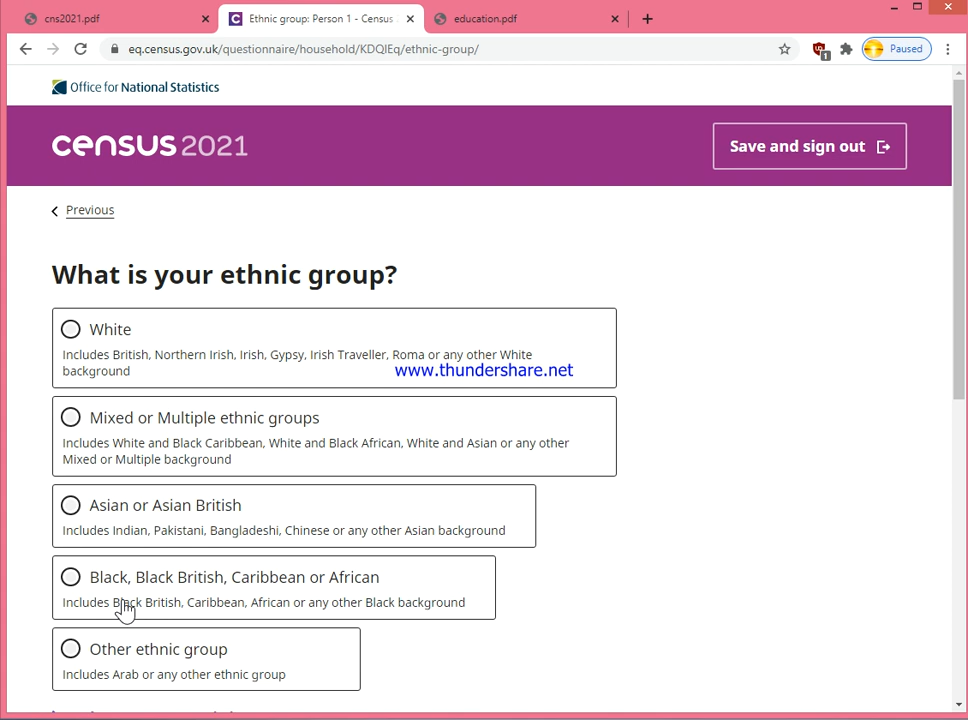 cns2021.pdf
Ethnic group: Person 1 - Census
education.pdf
eq.census.gov.uk/questionnaire/household/KDQIEq/ethnic-group/
1
Paused
Office for National Statistics
census 2021
Save and sign out
Previous
What is your ethnic group?
White
Includes British, Northern Irish, Irish, Gypsy, Irish Traveller, Roma or any other White
background
www.thundershare.net
Mixed or Multiple ethnic groups
Includes White and Black Caribbean, White and Black African, White and Asian or any other
Mixed or Multiple background
Asian or Asian British
Includes Indian, Pakistani, Bangladeshi, Chinese or any other Asian background
Black, Black British, Caribbean or African
Includes Black British, Caribbean, African or any other Black background
Other ethnic group
Includes Arab or any other ethnic group